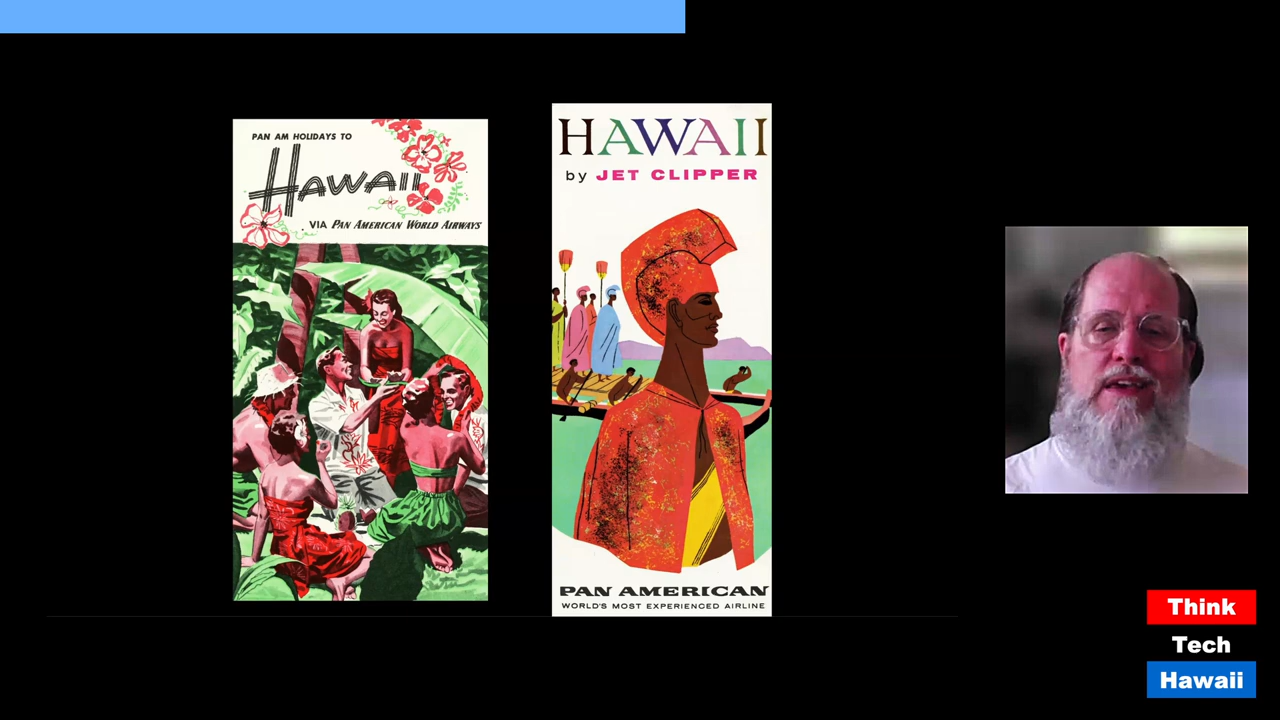 PAN AM HOLIDAYS TO
HAWAII
VIA PAN AMERICAN WORLD AIRWAYS
HAWAII
by JET CLIPPER
PAN AMERICAN
WORLD'S MOST EXPERIENCED AIRLINE
Think
Tech
Hawaii